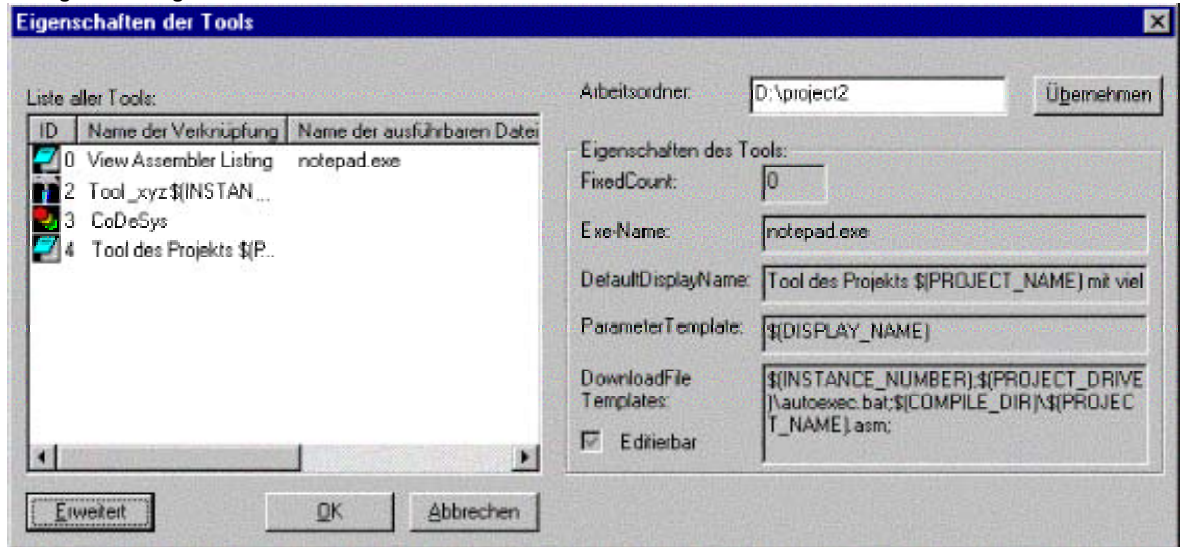 Eigenschaften der Tools
Liste aller Tools:
ID Name der Verknüpfung Name der ausführbaren Datei
0 View Assembler Listing notepad.exe
2 Tool_xyz$(INSTAN...
3 CoDeSys
4 Tool des Projekts $(P...
Erweitert OK Abbrechen
Arbeitsordner: D:\project2 Übernehmen
Eigenschaften des Tools:
FixedCount: 0
Exe-Name: notepad.exe
DefaultDisplayName: Tool des Projekts $(PROJECT_NAME) mit viel
ParameterTemplate: $(DISPLAY_NAME)
DownloadFile
Templates:
$(INSTANCE_NUMBER);$(PROJECT_DRIVE
)\autoexec.bat;$(COMPILE_DIR)\$(PROJEC
T_NAME).asm;
Editierbar